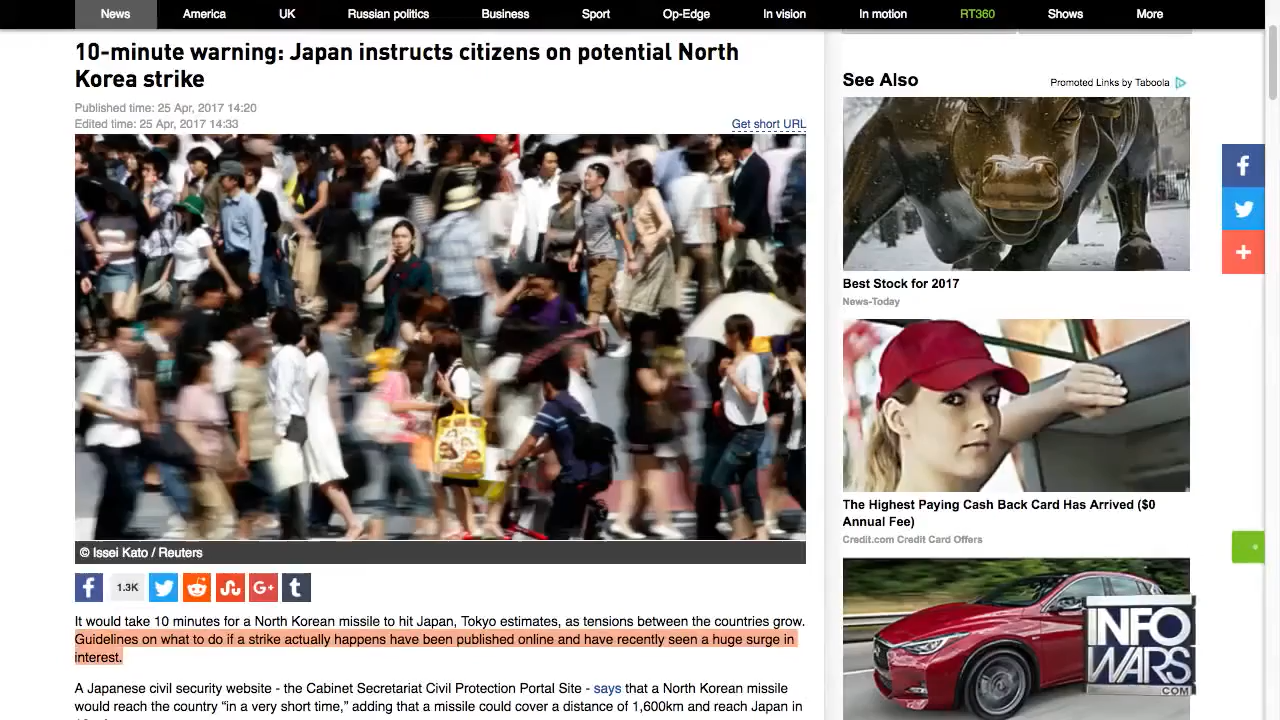 News America UK Russian politics Business Sport Op-Edge In vision In motion RT360 Shows More
10-minute warning: Japan instructs citizens on potential North
Korea strike
Published time: 25 Apr, 2017 14:20
Edited time: 25 Apr, 2017 14:33
Get short URL
© Issei Kato / Reuters
1.3K
It would take 10 minutes for a North Korean missile to hit Japan, Tokyo estimates, as tensions between the countries grow.
Guidelines on what to do if a strike actually happens have been published online and have recently seen a huge surge in
interest.
A Japanese civil security website - the Cabinet Secretariat Civil Protection Portal Site - says that a North Korean missile
would reach the country “in a very short time,” adding that a missile could cover a distance of 1,600km and reach Japan in
See Also
Promoted Links by Taboola
Best Stock for 2017
News-Today
The Highest Paying Cash Back Card Has Arrived ($0
Annual Fee)
Credit.com Credit Card Offers
INFO
WARS
.COM